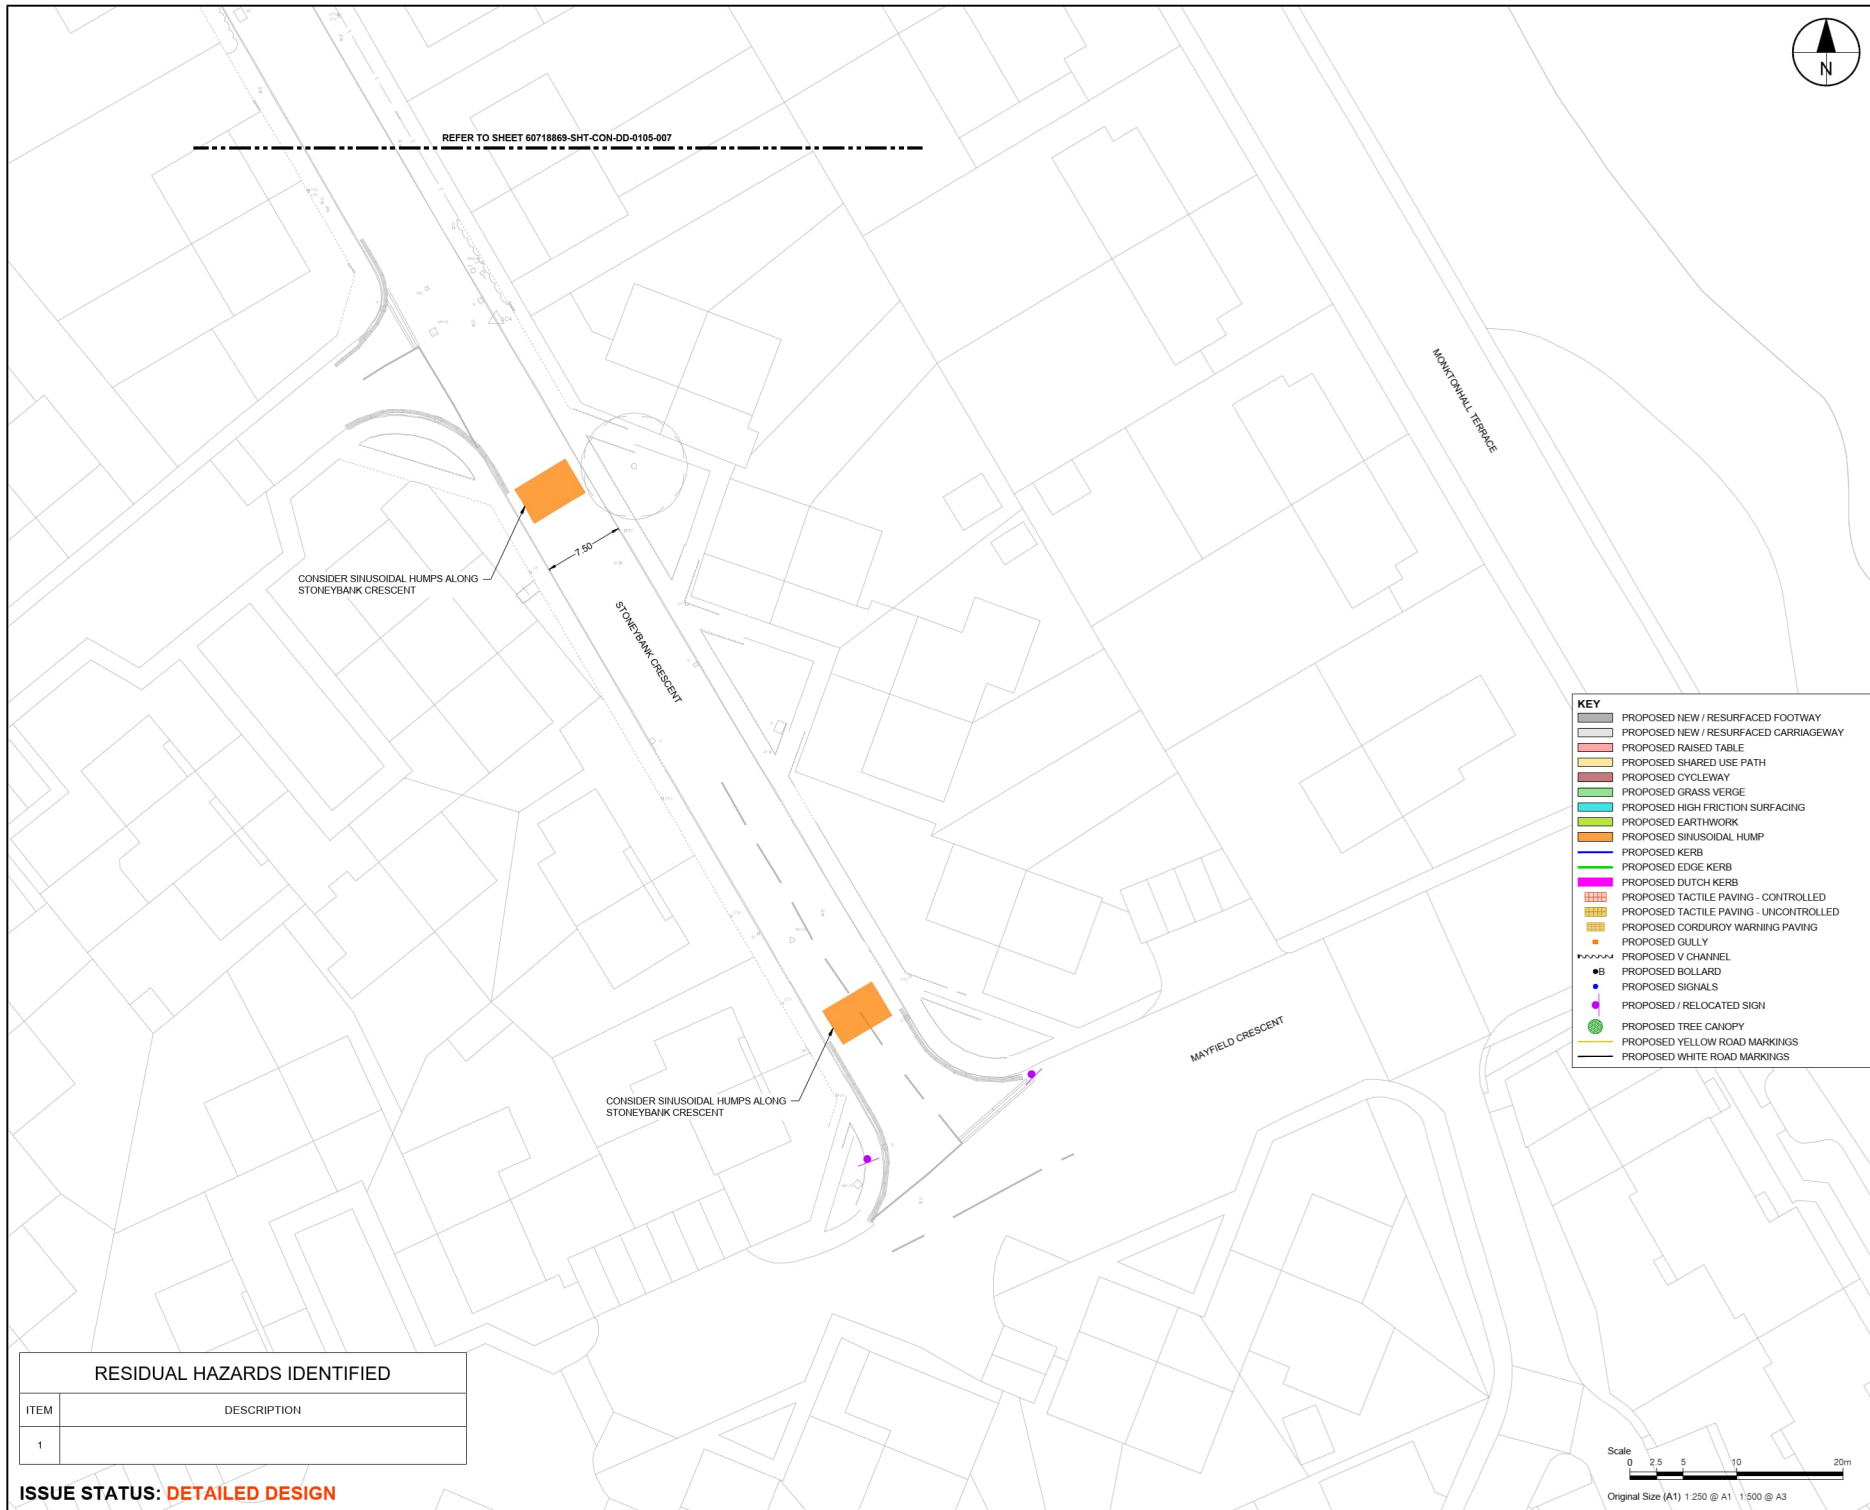 N
REFER TO SHEET 60718869-SHT-CON-DD-0105-007
MONKTONHALL TERRACE
7.50
CONSIDER SINUSOIDAL HUMPS ALONG
STONEYBANK CRESCENT
STONEYBANK CRESCENT
KEY
PROPOSED NEW / RESURFACED FOOTWAY
PROPOSED NEW / RESURFACED CARRIAGEWAY
PROPOSED RAISED TABLE
PROPOSED SHARED USE PATH
PROPOSED CYCLEWAY
PROPOSED GRASS VERGE
PROPOSED HIGH FRICTION SURFACING
PROPOSED EARTHWORK
PROPOSED SINUSOIDAL HUMP
PROPOSED KERB
PROPOSED EDGE KERB
PROPOSED DUTCH KERB
PROPOSED TACTILE PAVING - CONTROLLED
PROPOSED TACTILE PAVING - UNCONTROLLED
PROPOSED CORDUROY WARNING PAVING
PROPOSED GULLY
PROPOSED V CHANNEL
B PROPOSED BOLLARD
PROPOSED SIGNALS
PROPOSED / RELOCATED SIGN
PROPOSED TREE CANOPY
PROPOSED YELLOW ROAD MARKINGS
PROPOSED WHITE ROAD MARKINGS
MAYFIELD CRESCENT
CONSIDER SINUSOIDAL HUMPS ALONG
STONEYBANK CRESCENT
RESIDUAL HAZARDS IDENTIFIED
ITEM DESCRIPTION
1
ISSUE STATUS: DETAILED DESIGN
Scale
0 2.5 5 10 20m
Original Size (A1) 1:250 @ A1 1:500 @ A3